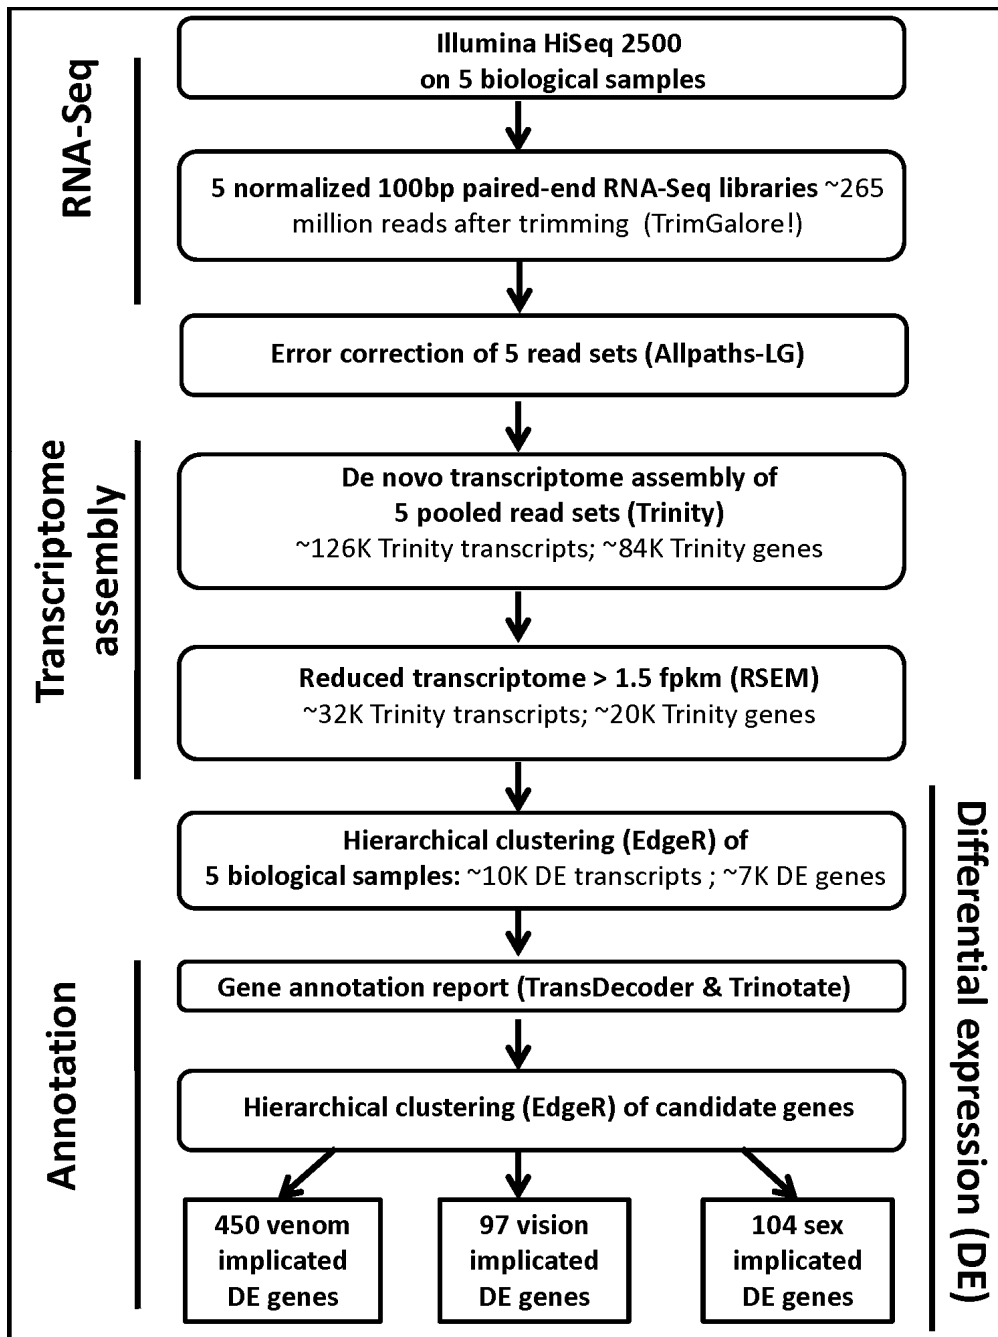 RNA-Seq
Illumina HiSeq 2500
on 5 biological samples
5 normalized 100bp paired-end RNA-Seq libraries ~265
million reads after trimming (TrimGalore!)
Error correction of 5 read sets (Allpaths-LG)
Transcriptome
assembly
De novo transcriptome assembly of
5 pooled read sets (Trinity)
~126K Trinity transcripts; ~84K Trinity genes
Reduced transcriptome > 1.5 fpkm (RSEM)
~32K Trinity transcripts; ~20K Trinity genes
Differential expression (DE)
Hierarchical clustering (EdgeR) of
5 biological samples: ~10K DE transcripts ; ~7K DE genes
Annotation
Gene annotation report (TransDecoder & Trinotate)
Hierarchical clustering (EdgeR) of candidate genes
450 venom
implicated
DE genes
97 vision
implicated
DE genes
104 sex
implicated
DE genes